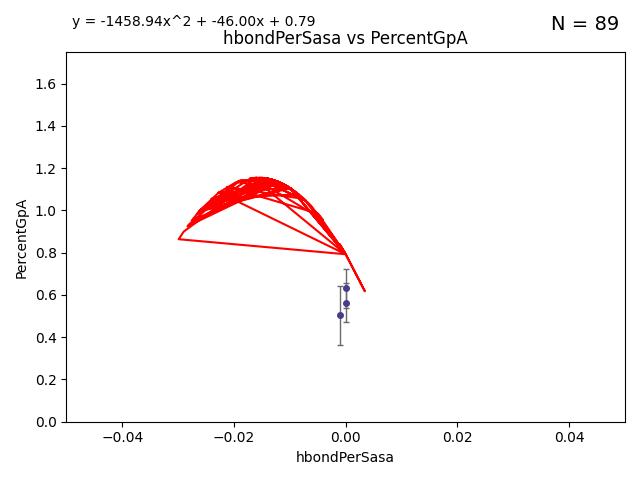 y = -1458.94x^2 + -46.00x + 0.79
N = 89
hbondPerSasa vs PercentGpA
1.6
1.4
1.2
1.0
0.8
0.6
0.4
0.2
0.0
PercentGpA
−0.04
−0.02
0.00
0.02
0.04
hbondPerSasa